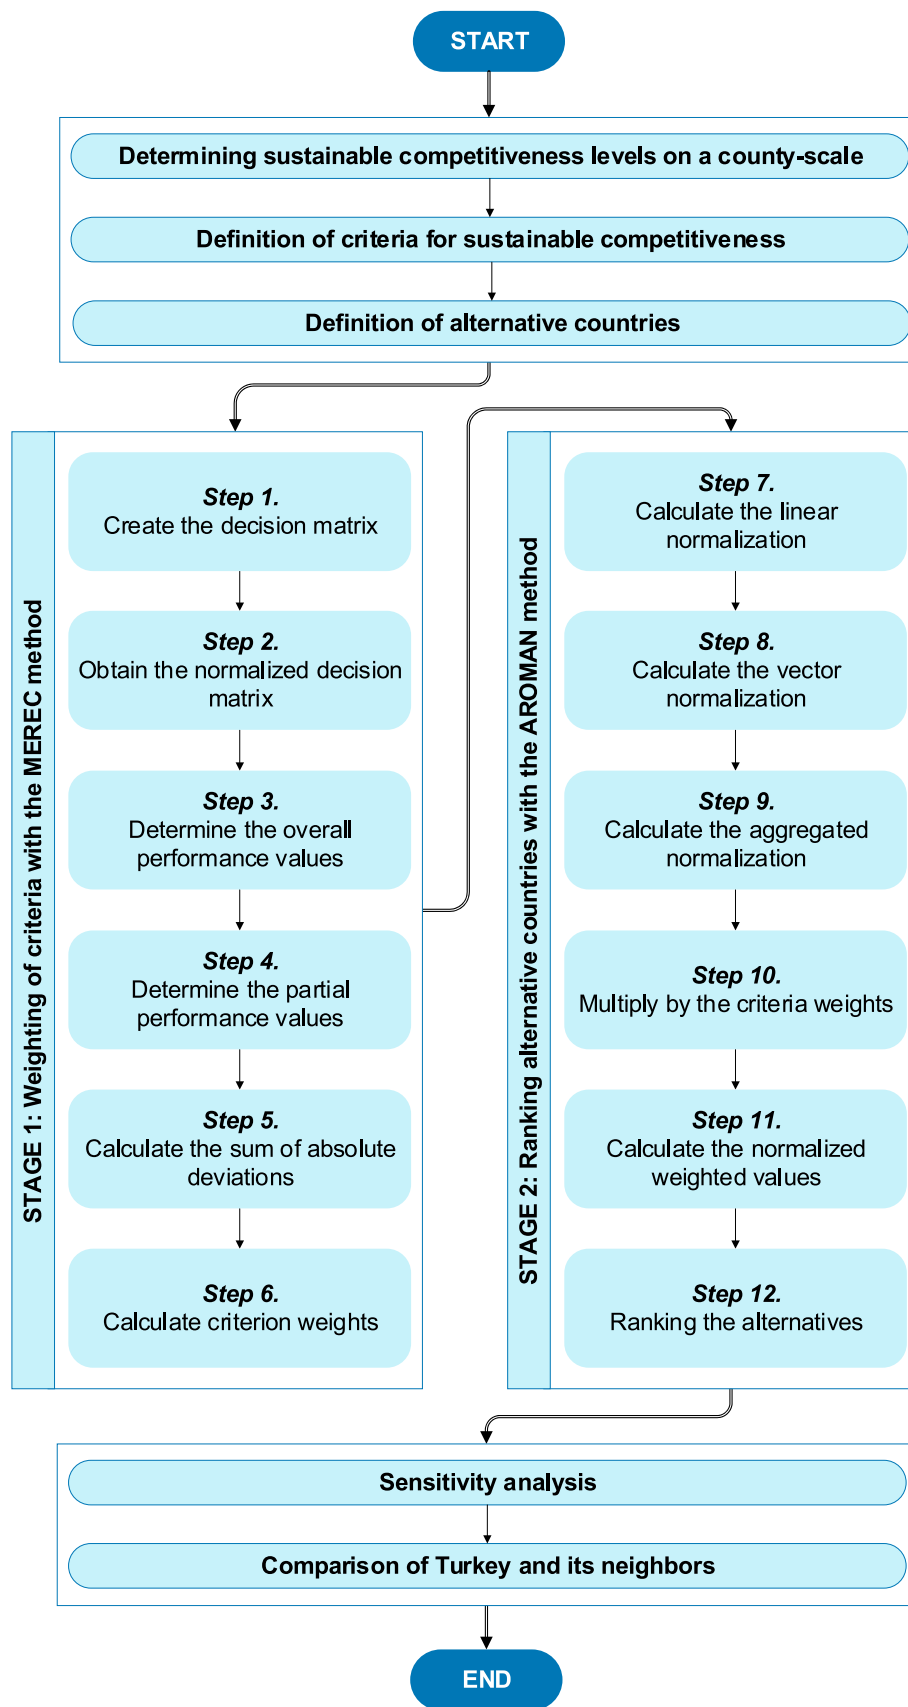 START
Determining sustainable competitiveness levels on a county-scale
Definition of criteria for sustainable competitiveness
Definition of alternative countries
STAGE 1: Weighting of criteria with the MEREC method
Step 1.
Create the decision matrix
Step 2.
Obtain the normalized decision
matrix
Step 3.
Determine the overall
performance values
Step 4.
Determine the partial
performance values
Step 5.
Calculate the sum of absolute
deviations
Step 6.
Calculate criterion weights
STAGE 2: Ranking alternative countries with the AROMAN method
Step 7.
Calculate the linear
normalization
Step 8.
Calculate the vector
normalization
Step 9.
Calculate the aggregated
normalization
Step 10.
Multiply by the criteria weights
Step 11.
Calculate the normalized
weighted values
Step 12.
Ranking the alternatives
Sensitivity analysis
Comparison of Turkey and its neighbors
END